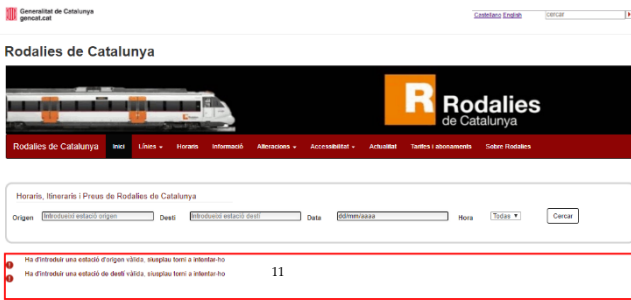 Generalitat de Catalunya
gencat.cat
Castellano English
cercar
Rodalies de Catalunya
R Rodalies
de Catalunya
Rodalies de Catalunya Inici Línies Horaris Informació Alteracions Accessibilitat Actualitat Tarifes i abonaments Sobre Rodalies
Horaris, Itineraris i Preus de Rodalies de Catalunya
Origen Introdueixi estació origen Destí Introdueixi estació destí Data dd/mm/aaaa Hora Todas Cercar
Ha d'introduir una estació d'origen vàlida, siusplau torni a intentar-ho
Ha d'introduir una estació de destí vàlida, siusplau torni a intentar-ho
11